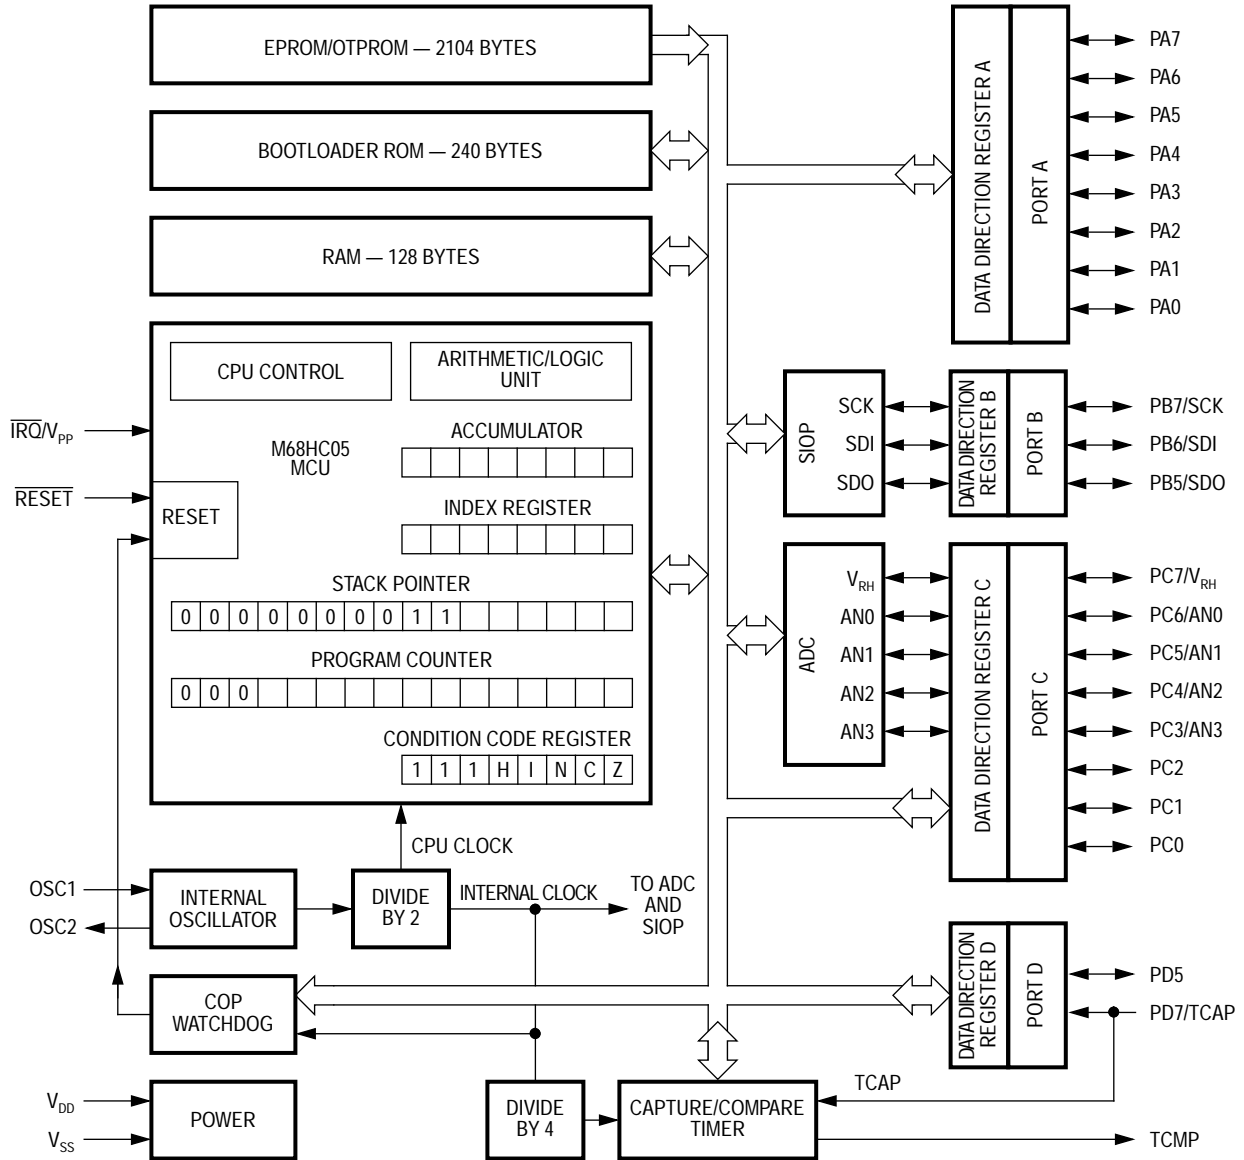 EPROM/OTPROM — 2104 BYTES
BOOTLOADER ROM — 240 BYTES
RAM — 128 BYTES
CPU CONTROL
ARITHMETIC/LOGIC
UNIT
M68HC05
MCU
ACCUMULATOR
INDEX REGISTER
IRQ/VPP
RESET
RESET
STACK POINTER
0 0 0 0 0 0 0 0 1 1
PROGRAM COUNTER
0 0 0
CONDITION CODE REGISTER
1 1 1 H I N C Z
CPU CLOCK
OSC1
OSC2
INTERNAL
OSCILLATOR
DIVIDE
BY 2
INTERNAL CLOCK
TO ADC
AND
SIOP
COP
WATCHDOG
VDD
VSS
POWER
DIVIDE
BY 4
CAPTURE/COMPARE
TIMER
TCAP
TCMP
DATA DIRECTION REGISTER A
PORT A
PA7
PA6
PA5
PA4
PA3
PA2
PA1
PA0
SIOP
SCK
SDI
SDO
DATA DIRECTION
REGISTER B
PORT B
PB7/SCK
PB6/SDI
PB5/SDO
ADC
VRH
AN0
AN1
AN2
AN3
DATA DIRECTION REGISTER C
PORT C
PC7/VRH
PC6/AN0
PC5/AN1
PC4/AN2
PC3/AN3
PC2
PC1
PC0
DATA DIRECTION
REGISTER D
PORT D
PD5
PD7/TCAP